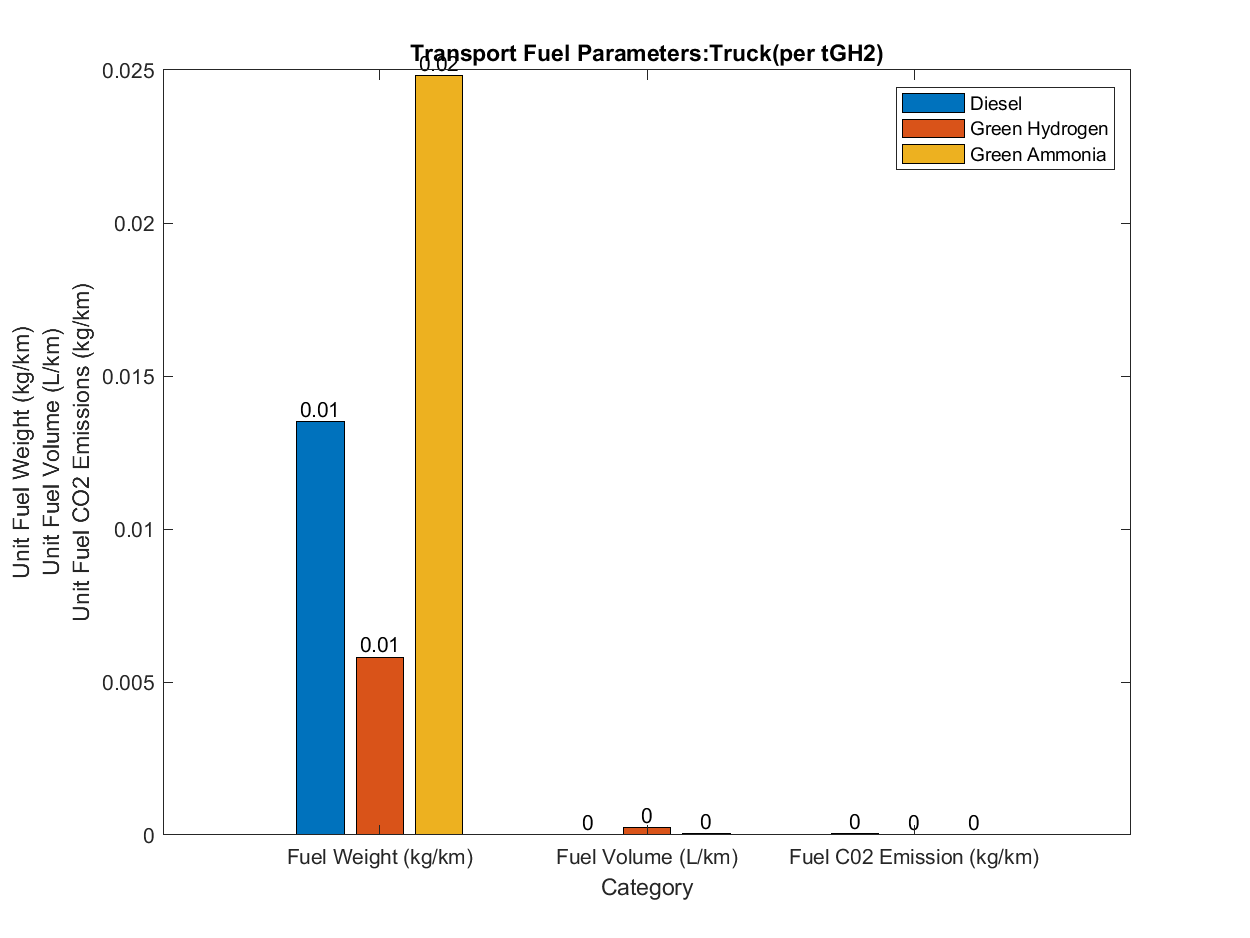 Transport Fuel Parameters:Truck(per tGH2)
0.02
0.025
Diesel
Green Hydrogen
Green Ammonia
0.02
0.015
0.01
0.01
0.01
0.005
0
0
0
0
0
0
0
Unit Fuel Weight (kg/km)
Unit Fuel Volume (L/km)
Unit Fuel CO2 Emissions (kg/km)
Fuel Weight (kg/km)
Fuel Volume (L/km)
Fuel C02 Emission (kg/km)
Category